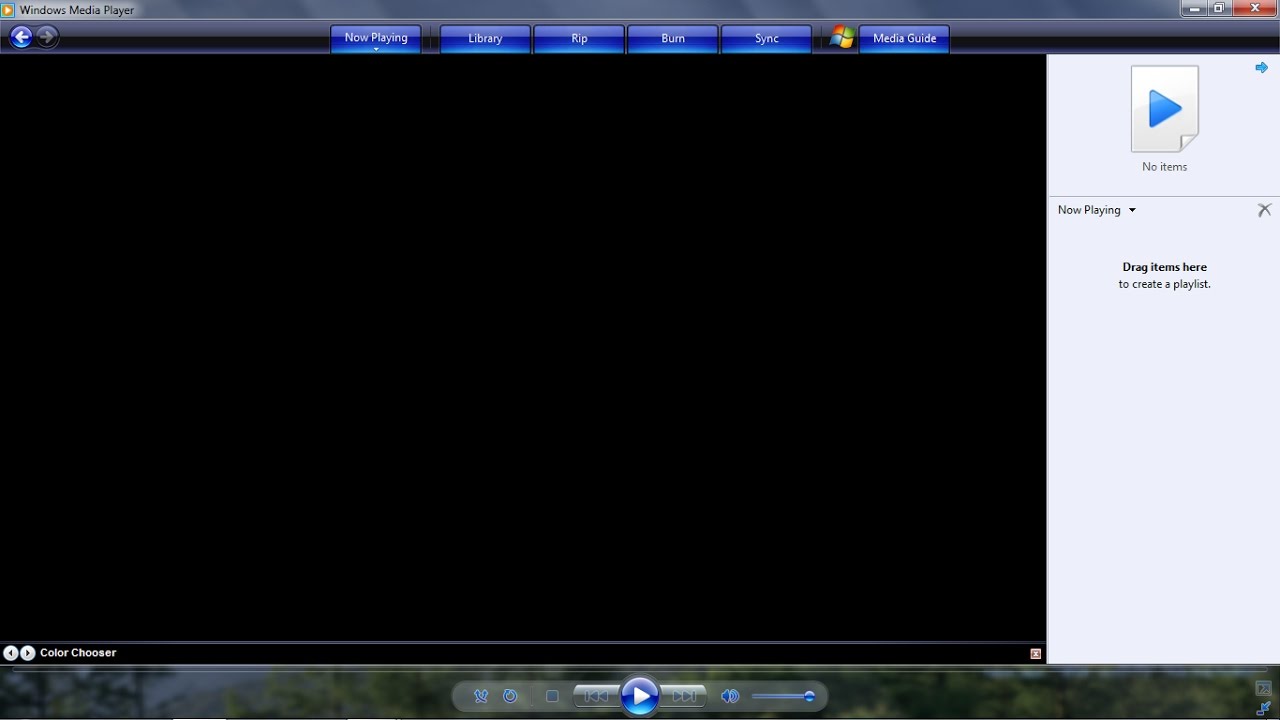 Windows Media Player
Now Playing
Library
Rip
Burn
Sync
Media Guide
No items
Now Playing
Drag items here
to create a playlist.
Color Chooser